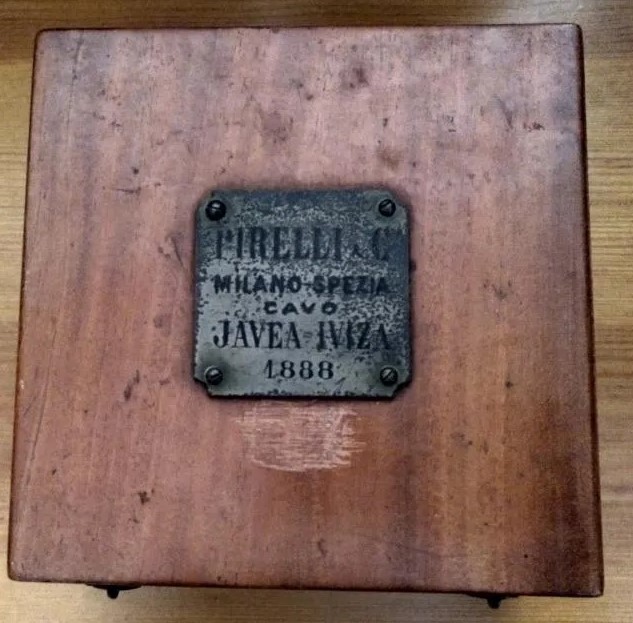 PIRELLI & C
MILANO-SPEZIA
CAVO
JAVEA-IVIZA
1888